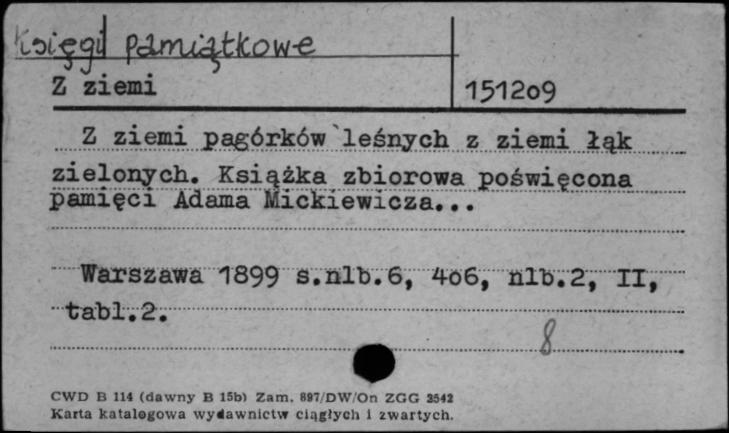 Księgi pamiątkowe
Z ziemi
151209
Z ziemi pagórków leśnych z ziemi łąk
zielonych. Książka zbiorowa poświęcona
pamięci Adama Mickiewicza...
Warszawa 1899 s.nlb.6, 406, nlb.2, II,
tabl.2.
8
CWD B 114 (dawny B 15b) Zam. 897/DW/On ZGG 2542
Karta katalogowa wydawnictw ciągłych i zwartych.